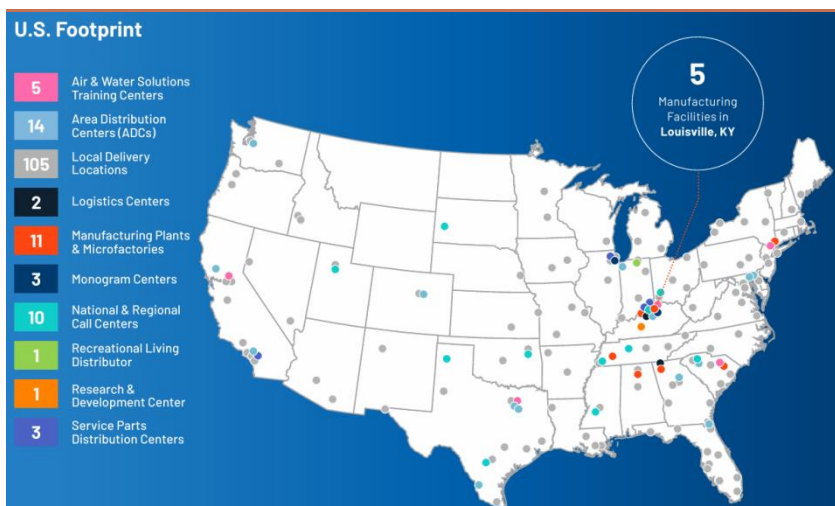 U.S. Footprint
5
Air & Water Solutions
Training Centers
14
Area Distribution
Centers (ADCs)
105
Local Delivery
Locations
2
Logistics Centers
11
Manufacturing Plants
& Microfactories
3
Monogram Centers
10
National & Regional
Call Centers
1
Recreational Living
Distributor
1
Research &
Development Center
3
Service Parts
Distribution Centers
5
Manufacturing
Facilities in
Louisville, KY